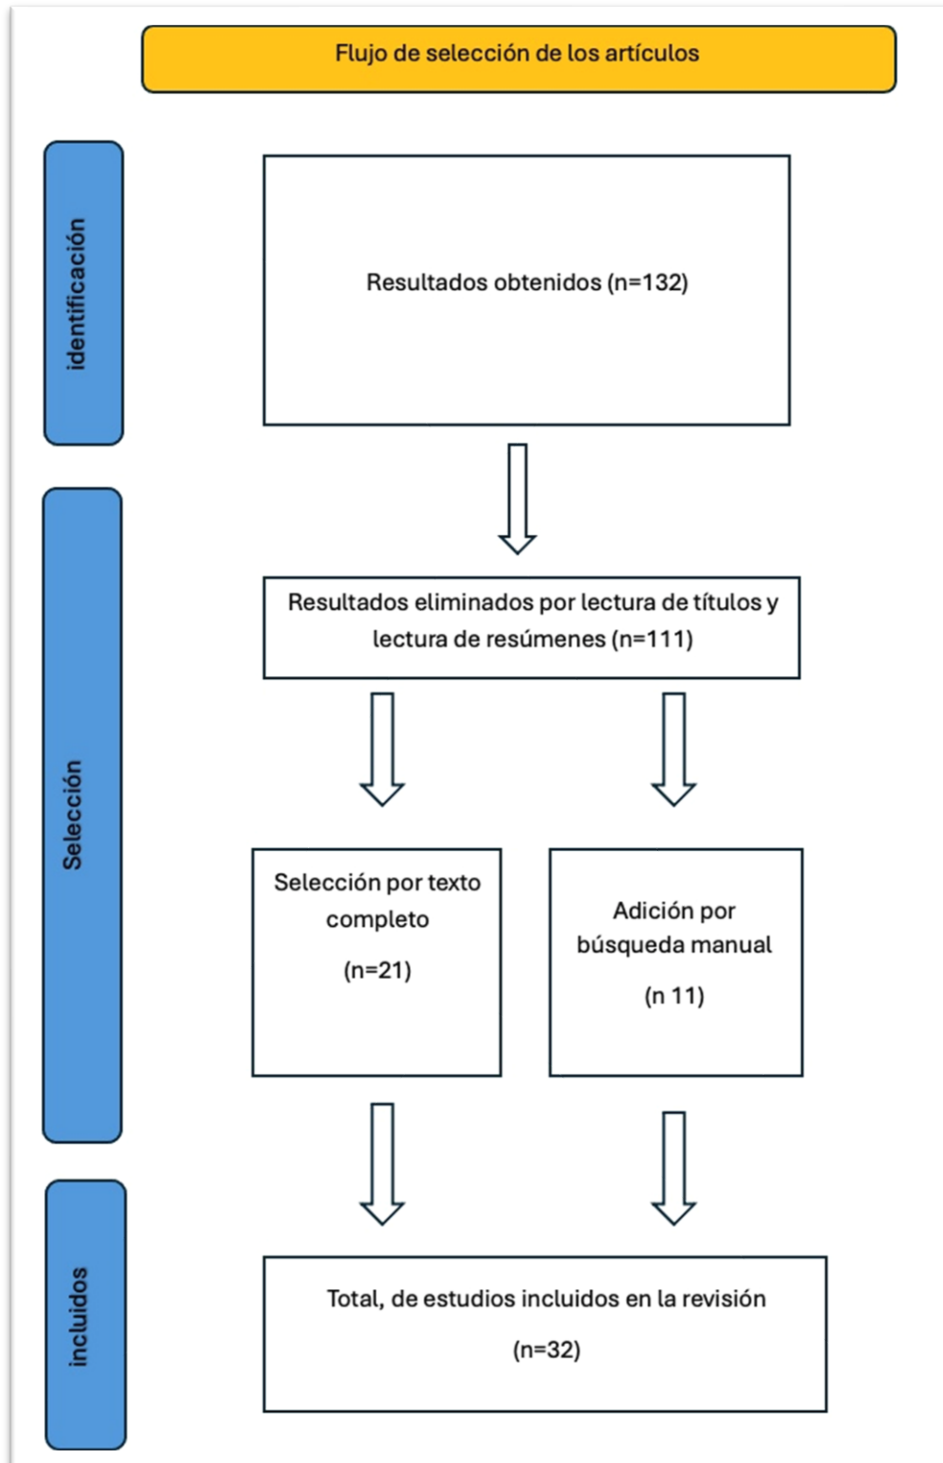 Flujo de selección de los artículos
identificación
Resultados obtenidos (n=132)
Selección
Resultados eliminados por lectura de títulos y
lectura de resúmenes (n=111)
Selección por texto
completo
(n=21)
Adición por
búsqueda manual
(n 11)
incluidos
Total, de estudios incluidos en la revisión
(n=32)